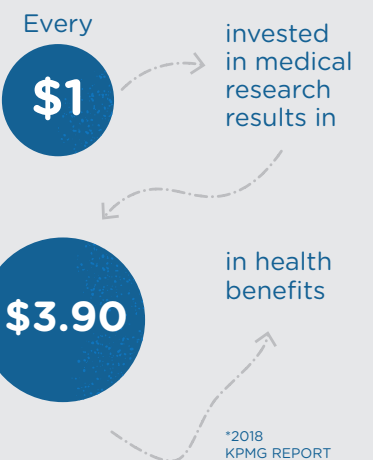 Every
$1
invested
in medical
research
results in
$3.90
in health
benefits
*2018
KPMG REPORT